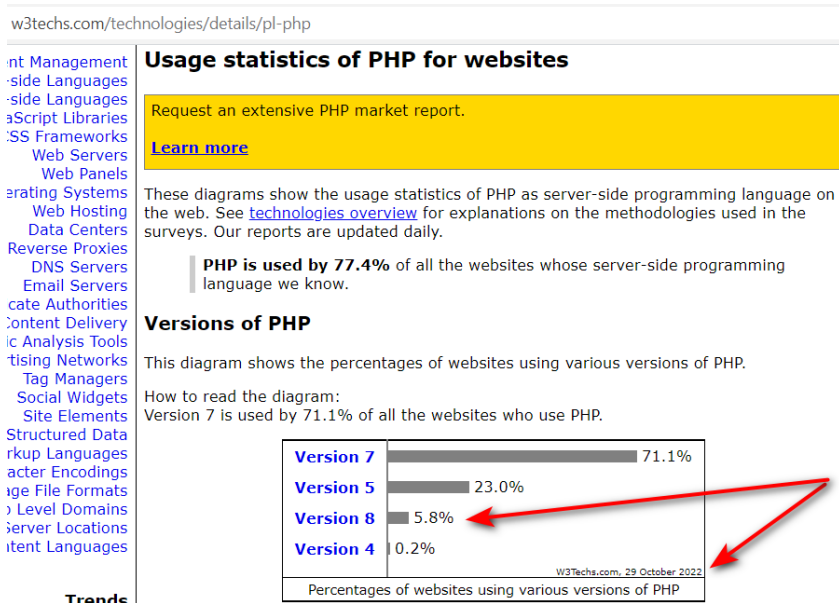 w3techs.com/technologies/details/pl-php
nt Management
-side Languages
-side Languages
aScript Libraries
CSS Frameworks
Web Servers
Web Panels
erating Systems
Web Hosting
Data Centers
Reverse Proxies
DNS Servers
Email Servers
cate Authorities
Content Delivery
ic Analysis Tools
rtising Networks
Tag Managers
Social Widgets
Site Elements
Structured Data
rkup Languages
acter Encodings
age File Formats
p Level Domains
Server Locations
ntent Languages
Trends
Usage statistics of PHP for websites
Request an extensive PHP market report.
Learn more
These diagrams show the usage statistics of PHP as server-side programming language on
the web. See technologies overview for explanations on the methodologies used in the
surveys. Our reports are updated daily.
PHP is used by 77.4% of all the websites whose server-side programming
language we know.
Versions of PHP
This diagram shows the percentages of websites using various versions of PHP.
How to read the diagram:
Version 7 is used by 71.1% of all the websites who use PHP.
Version 7 71.1%
Version 5 23.0%
Version 8 5.8%
Version 4 0.2%
W3Techs.com, 29 October 2022
Percentages of websites using various versions of PHP